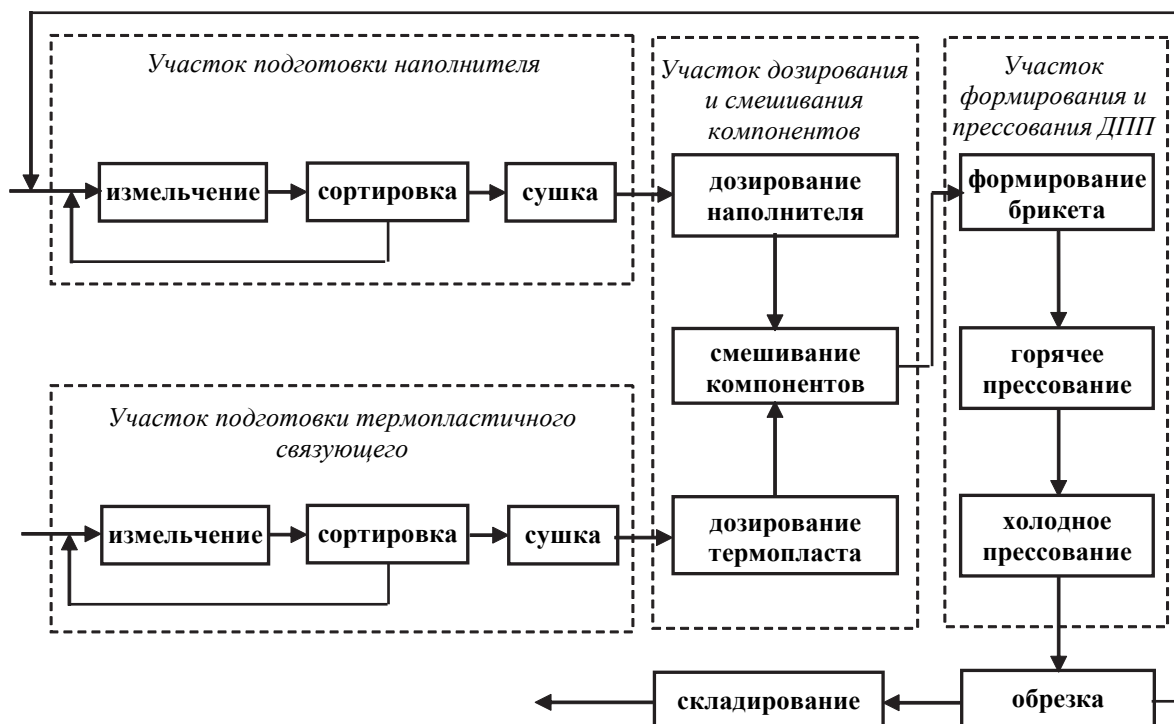 Участок подготовки наполнителя
измельчение
сортировка
сушка
Участок дозирования
и смешивания
компонентов
дозирование
наполнителя
смешивание
компонентов
дозирование
термопласта
Участок
формирования и
прессования ДПП
формирование
брикета
горячее
прессование
холодное
прессование
Участок подготовки термопластичного
связующего
измельчение
сортировка
сушка
складирование
обрезка